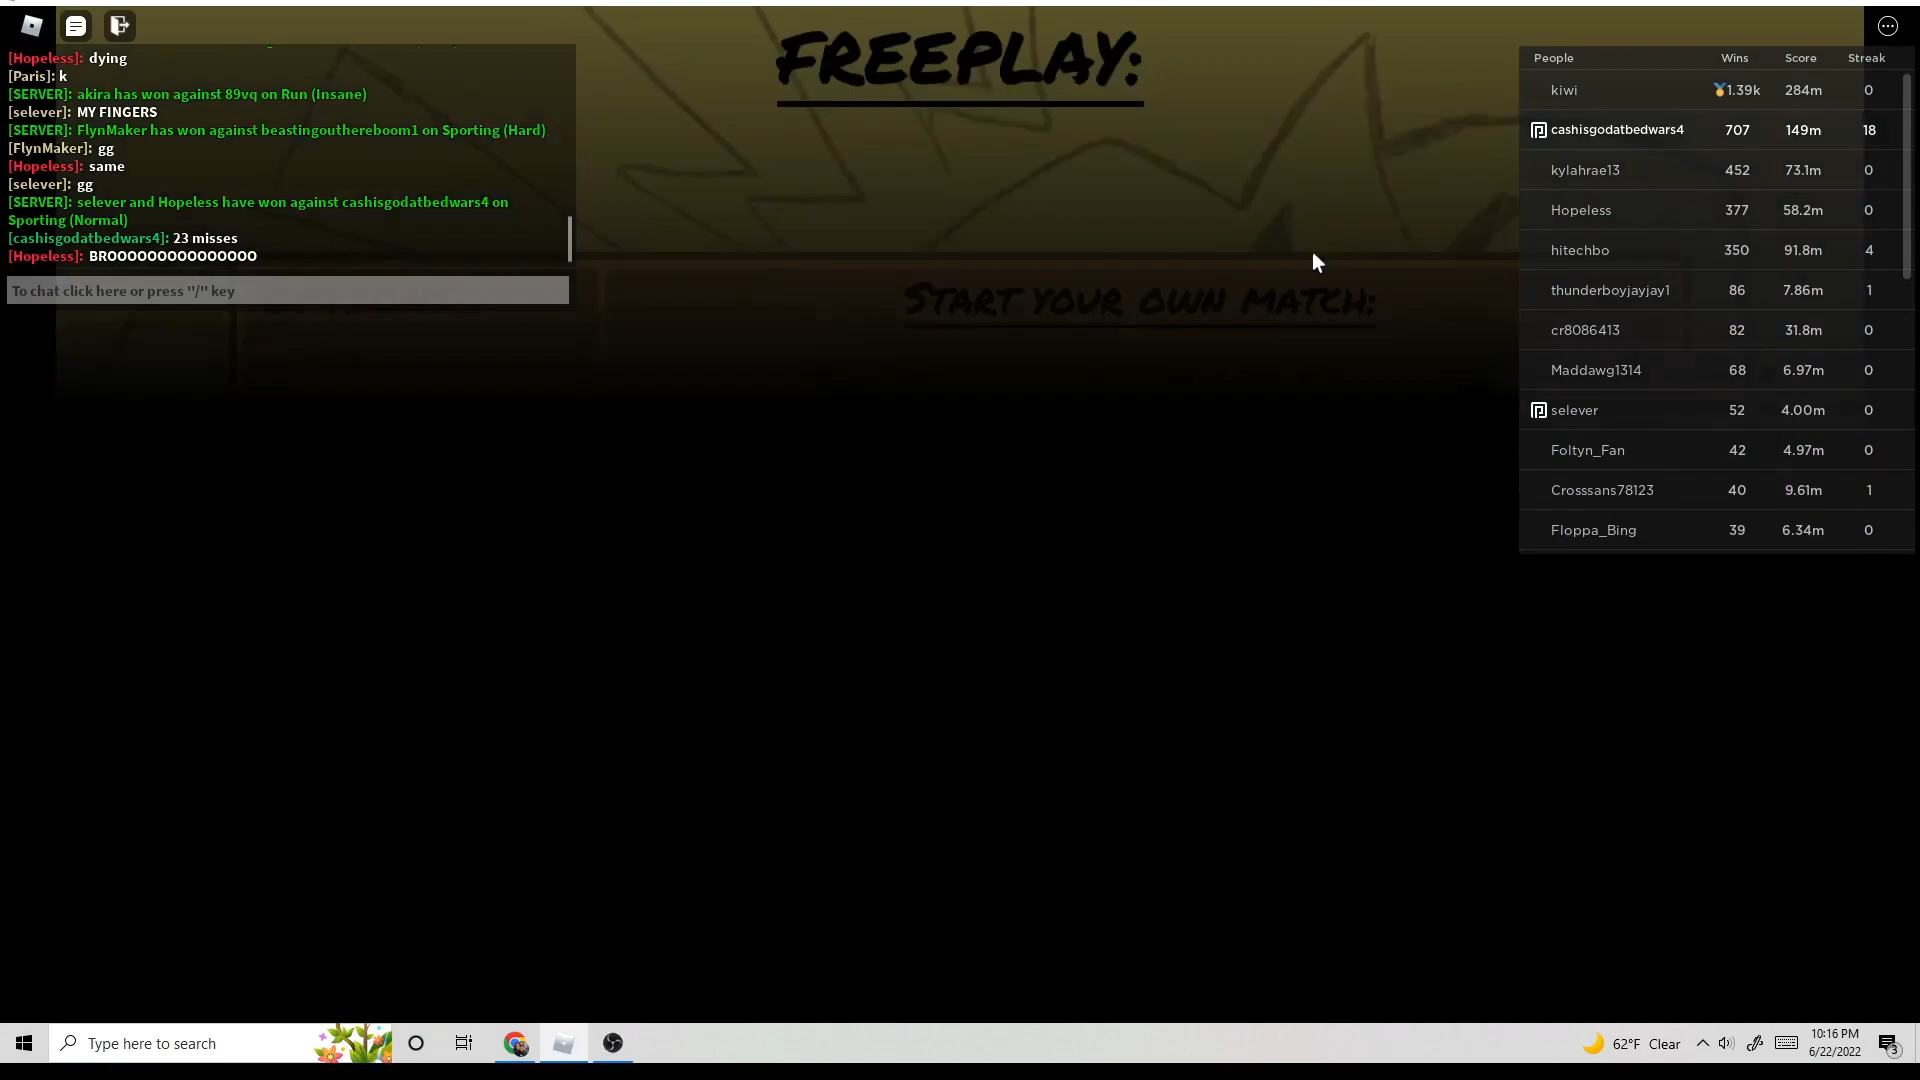 FREEPLAY:
[Hopeless]: dying
[Paris]: k
[SERVER]: akira has won against 89vq on Run (Insane)
[selever]: MY FINGERS
[SERVER]: FlynMaker has won against beastingouthereboom1 on Sporting (Hard)
[FlynMaker]: gg
[Hopeless]: same
[selever]: gg
[SERVER]: selever and Hopeless have won against cashisgodatbedwars4 on
Sporting (Normal)
[cashisgodatbedwars4]: 23 misses
[Hopeless]: BROOOOOOOOOOOOOOO
To chat click here or press "/" key
START YOUR OWN MATCH:
People Wins Score Streak
kiwi 1.39k 284m 0
cashisgodatbedwars4 707 149m 18
kylahrae13 452 73.1m 0
Hopeless 377 58.2m 0
hitechbo 350 91.8m 4
thunderboyjayjay1 86 7.86m 1
cr8086413 82 31.8m 0
Maddawg1314 68 6.97m 0
selever 52 4.00m 0
Foltyn_Fan 42 4.97m 0
Crosssans78123 40 9.61m 1
Floppa_Bing 39 6.34m 0
Type here to search
62°F Clear
10:16 PM
6/22/2022
3